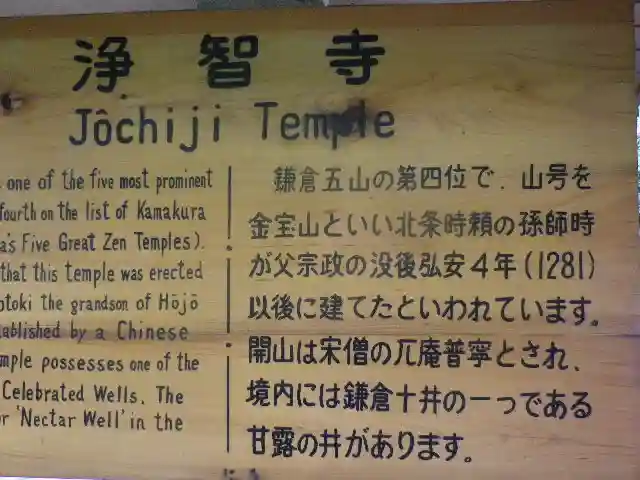 浄智寺
Jôchiji Temple
one of the five most prominent
fourth on the list of Kamakura
a's Five Great Zen Temples).
that this temple was erected
otoki the grandson of Hōjō
tablished by a Chinese
mple possesses one of the
Celebrated Wells. The
or 'Nectar Well' in the
鎌倉五山の第四位で、山号を
金宝山といい北条時頼の孫師時
が父宗政の没後弘安4年(1281)
以後に建てたといわれています。
開山は宋僧の兀庵普寧とされ、
境内には鎌倉十井の一つである
甘露の井があります。